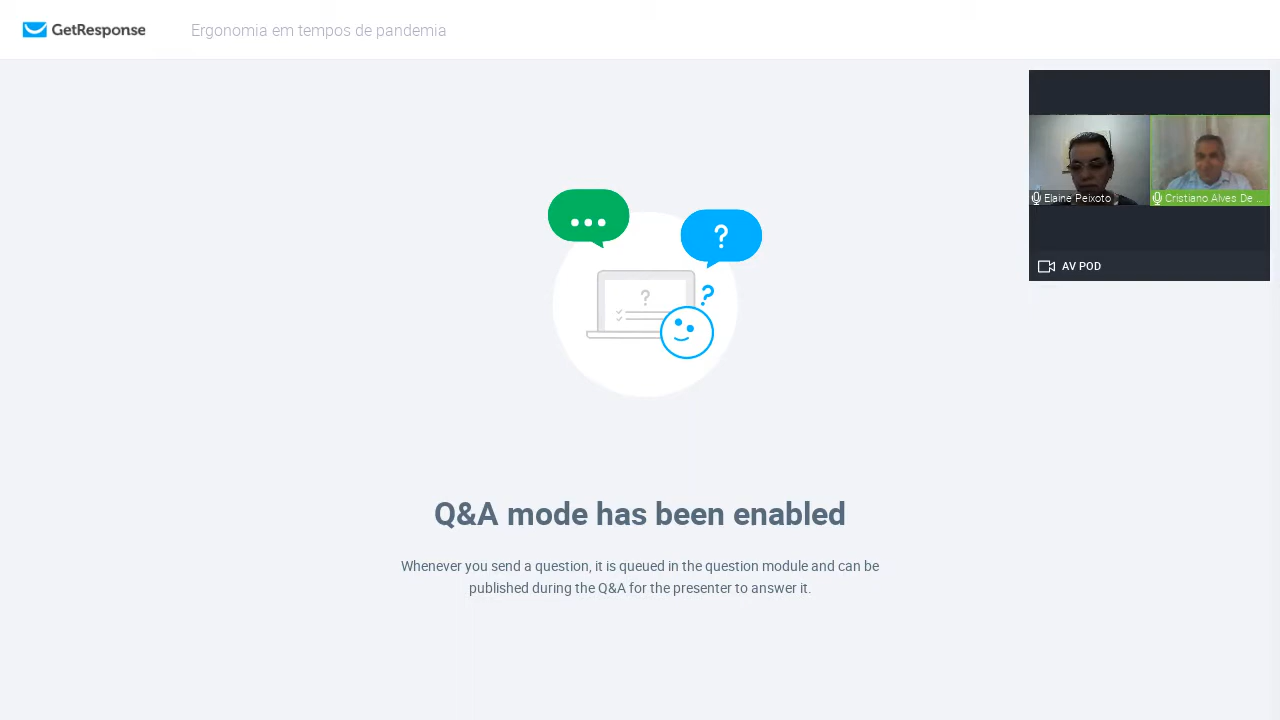 GetResponse
Ergonomia em tempos de pandemia
Elaine Peixoto
Cristiano Alves De ...
AV POD
?
?
?
Q&A mode has been enabled
Whenever you send a question, it is queued in the question module and can be
published during the Q&A for the presenter to answer it.